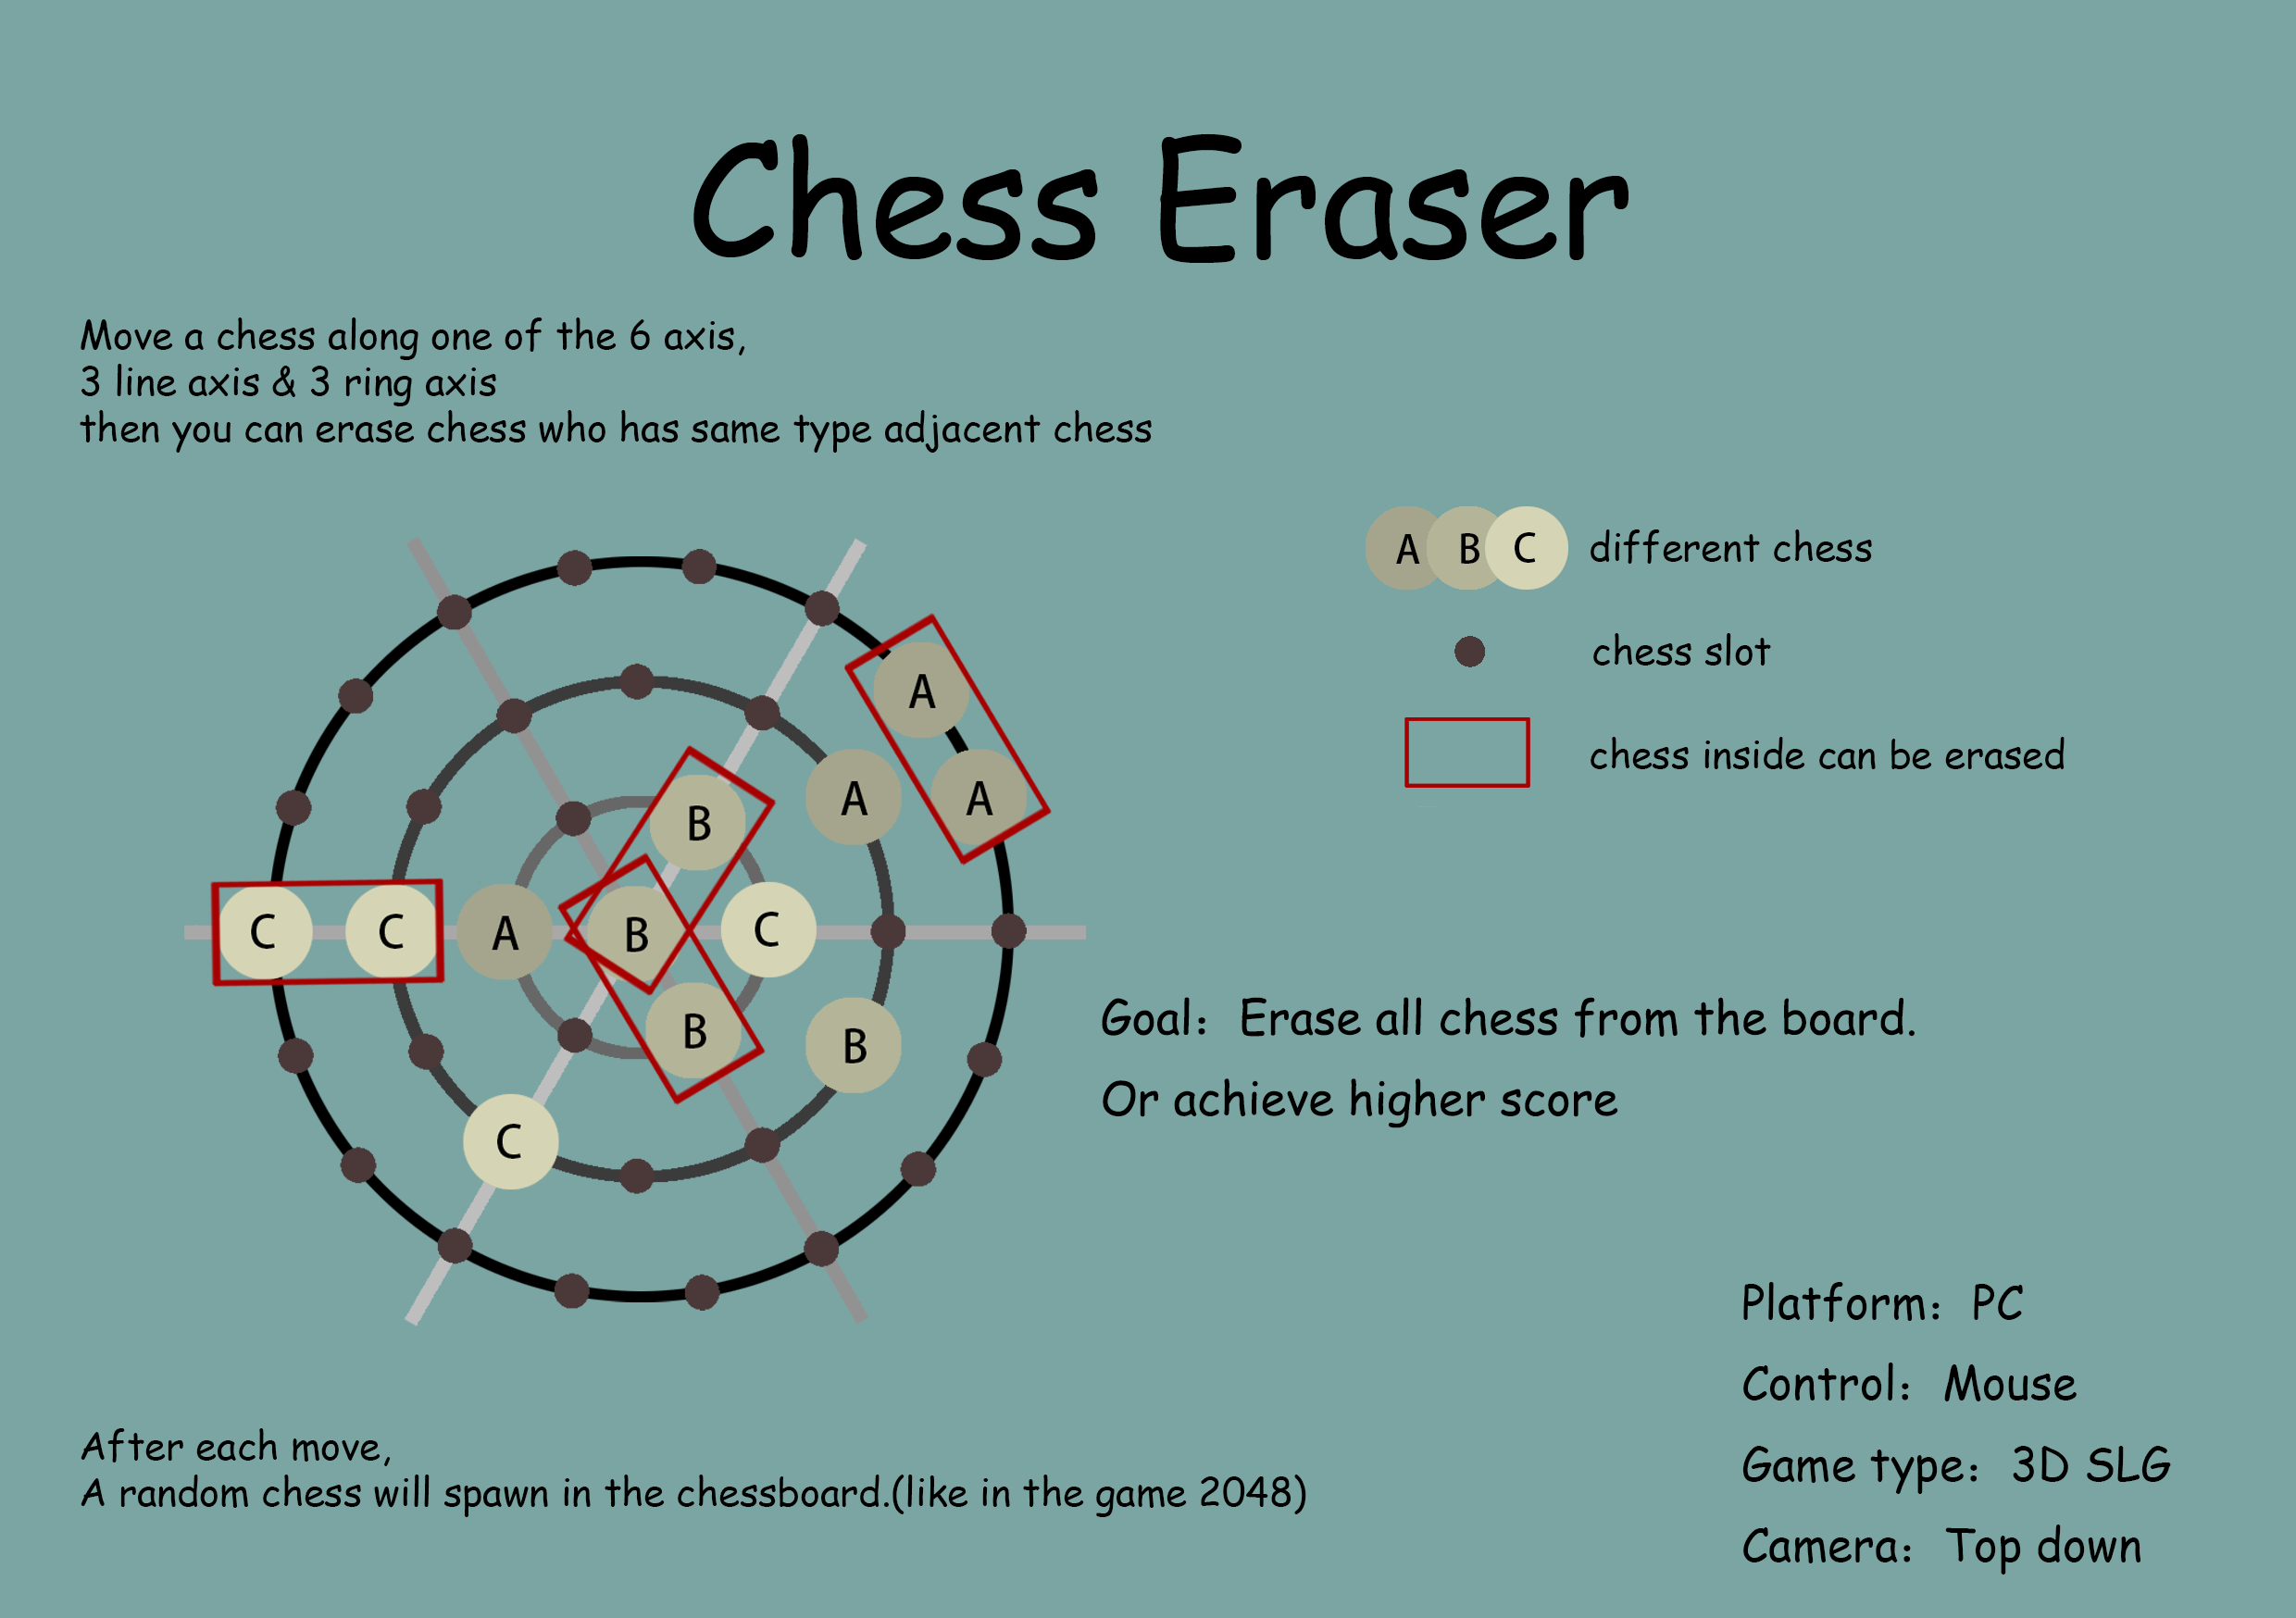 Chess Eraser
Move a chess along one of the 6 axis,
3 line axis & 3 ring axis
then you can erase chess who has same type adjacent chess
A B C different chess
chess slot
chess inside can be erased
A
A
A
B
C C A B C
B
B
C
Goal: Erase all chess from the board.
Or achieve higher score
Platform: PC
Control: Mouse
Game type: 3D SLG
Camera: Top down
After each move,
A random chess will spawn in the chessboard.(like in the game 2048)